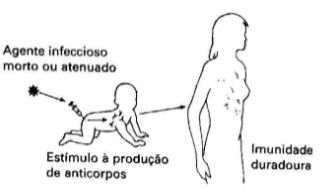 Agente infeccioso
morto ou atenuado
Estímulo à produção
de anticorpos
Imunidade
duradoura